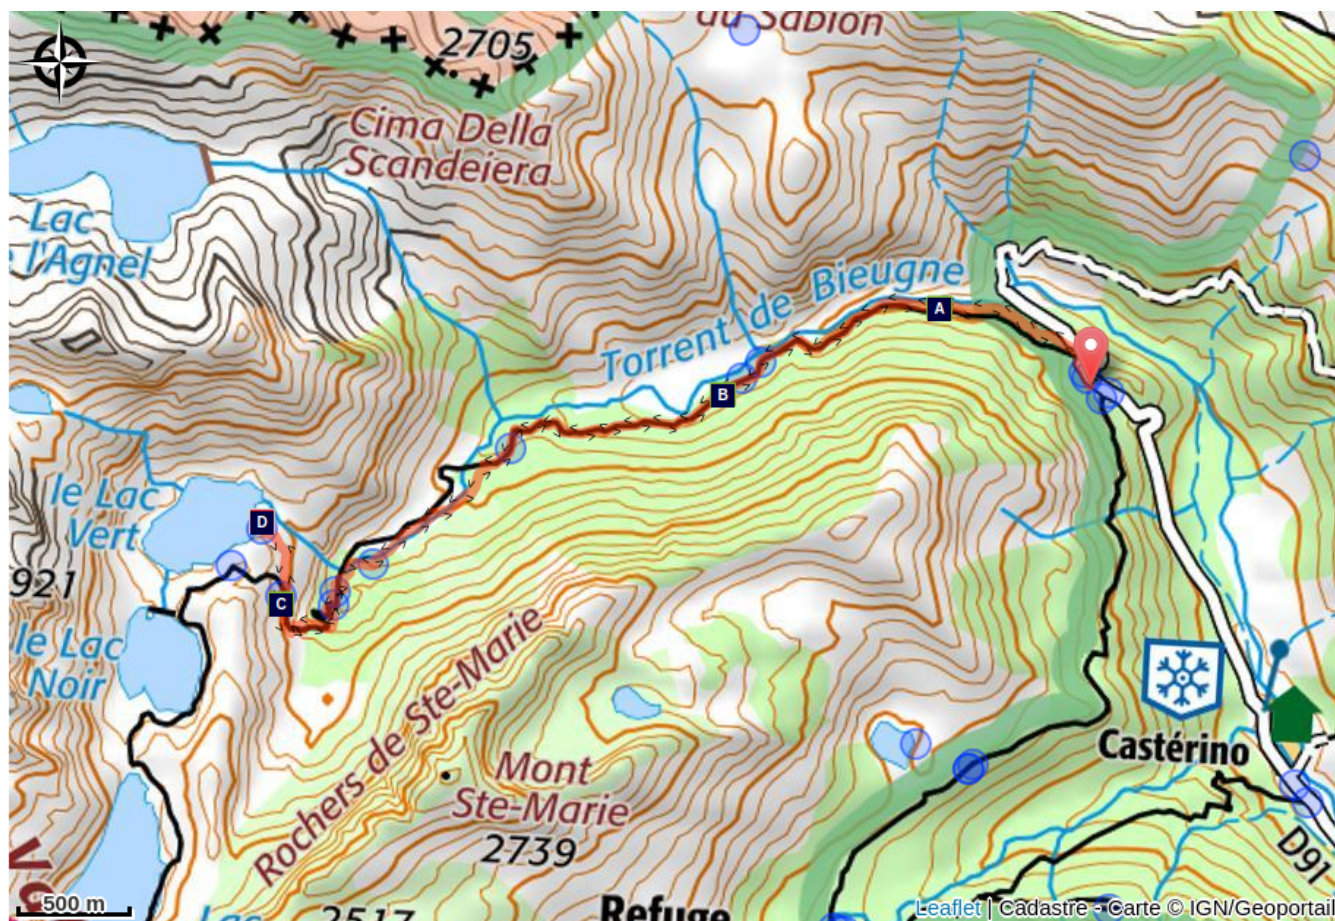 du Sabion
2705
Cima Della
Scandeiera
Lac
l'Agnel
Torrent de Bieugne
A
B
le Lac
Vert
D
921
C
le Lac
Noir
Rochers de Ste-Marie
Mont
Ste-Marie
2739
Castérino
D91
500 m
Lac
2517
Refuge
Leaflet | Cadastre - Carte © IGN/Geoportail